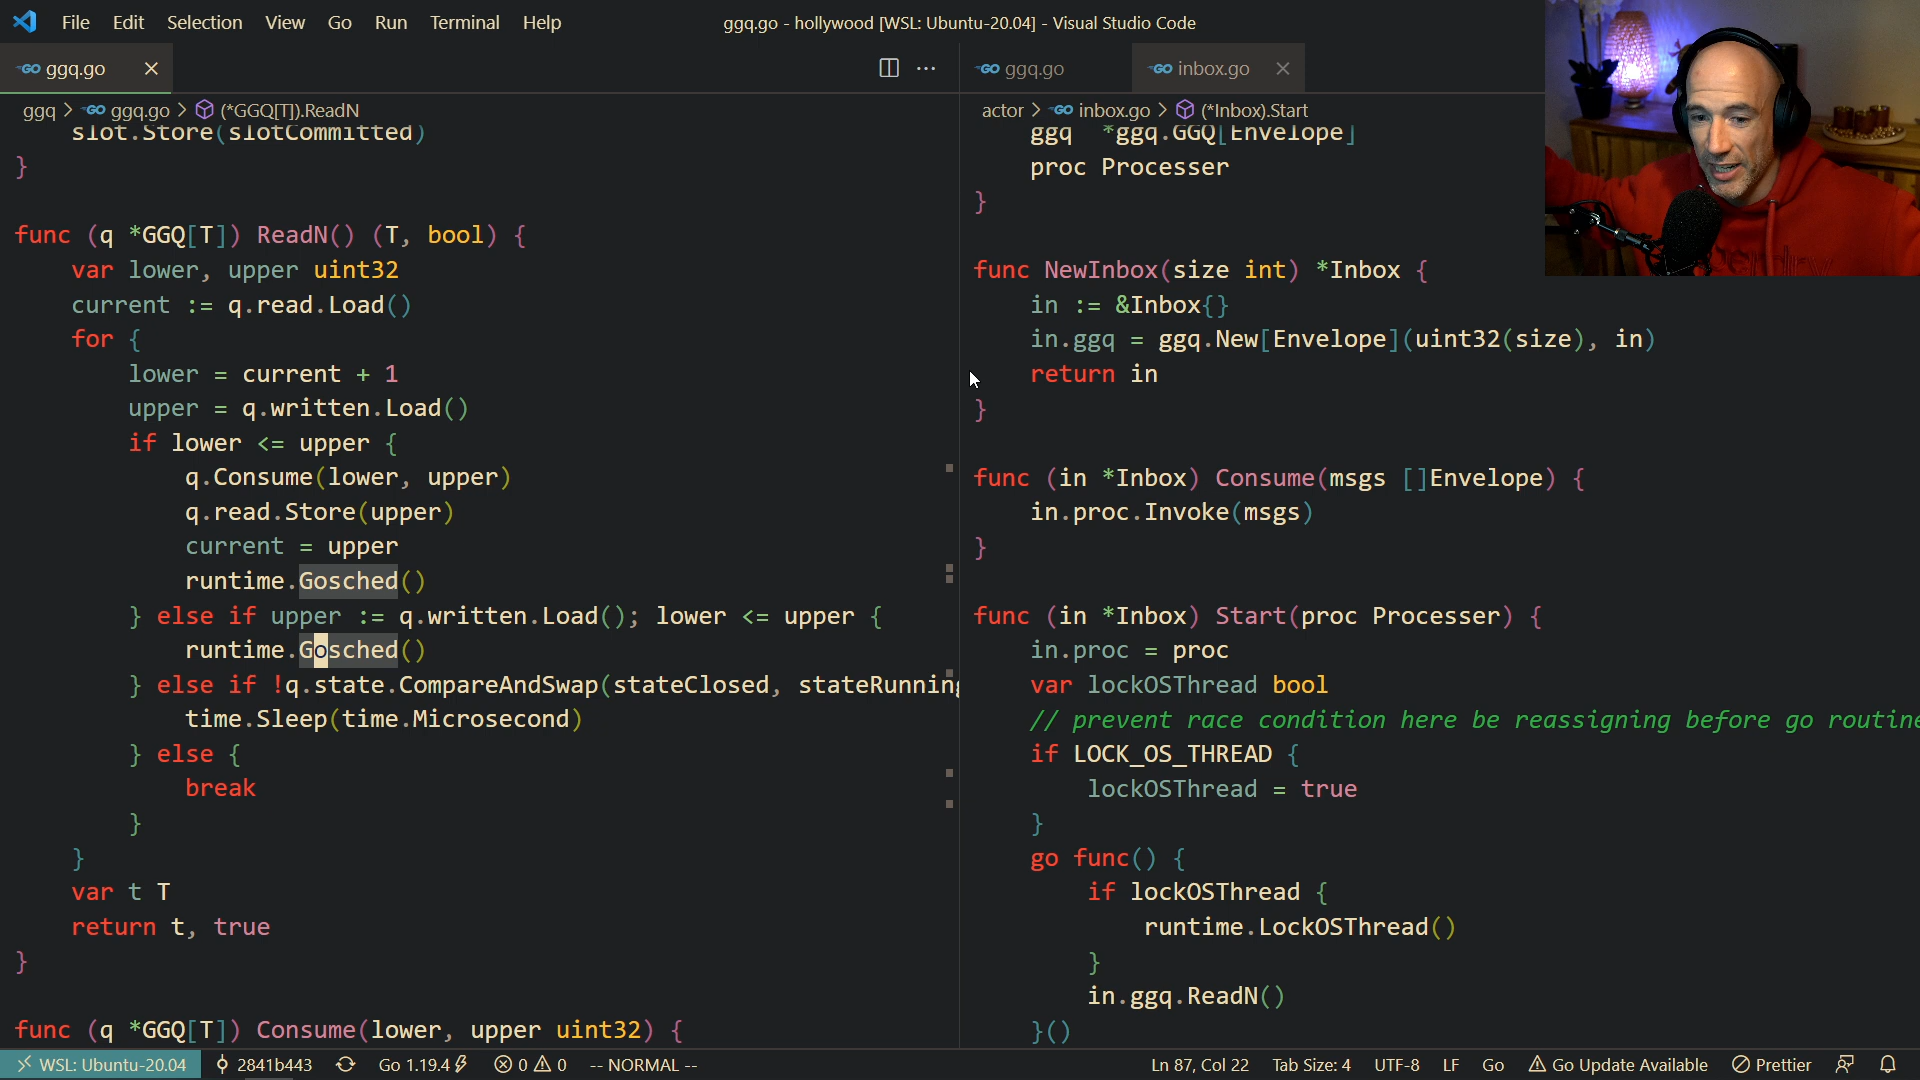 File Edit Selection View Go Run Terminal Help
ggq.go - hollywood [WSL: Ubuntu-20.04] - Visual Studio Code
ggq.go
ggq > ggq.go > (*GGQ[T]).ReadN
slot.Store(slotCommitted)
}
func (q *GGQ[T]) ReadN() (T, bool) {
var lower, upper uint32
current := q.read.Load()
for {
lower = current + 1
upper = q.written.Load()
if lower <= upper {
q.Consume(lower, upper)
q.read.Store(upper)
current = upper
runtime.Gosched()
} else if upper := q.written.Load(); lower <= upper {
runtime.Gosched()
} else if !q.state.CompareAndSwap(stateClosed, stateRunning
time.Sleep(time.Microsecond)
} else {
break
}
}
var t T
return t, true
}
func (q *GGQ[T]) Consume(lower, upper uint32) {
ggq.go inbox.go
actor > inbox.go > (*Inbox).Start
ggq *ggq.GGQ[Envelope]
proc Processer
}
func NewInbox(size int) *Inbox {
in := &Inbox{}
in.ggq = ggq.New[Envelope](uint32(size), in)
return in
}
func (in *Inbox) Consume(msgs []Envelope) {
in.proc.Invoke(msgs)
}
func (in *Inbox) Start(proc Processer) {
in.proc = proc
var lockOSThread bool
// prevent race condition here be reassigning before go routine
if LOCK_OS_THREAD {
lockOSThread = true
}
go func() {
if lockOSThread {
runtime.LockOSThread()
}
in.ggq.ReadN()
}()
WSL: Ubuntu-20.04 2841b443 Go 1.19.4 0 0 -- NORMAL -- Ln 87, Col 22 Tab Size: 4 UTF-8 LF Go Go Update Available Prettier